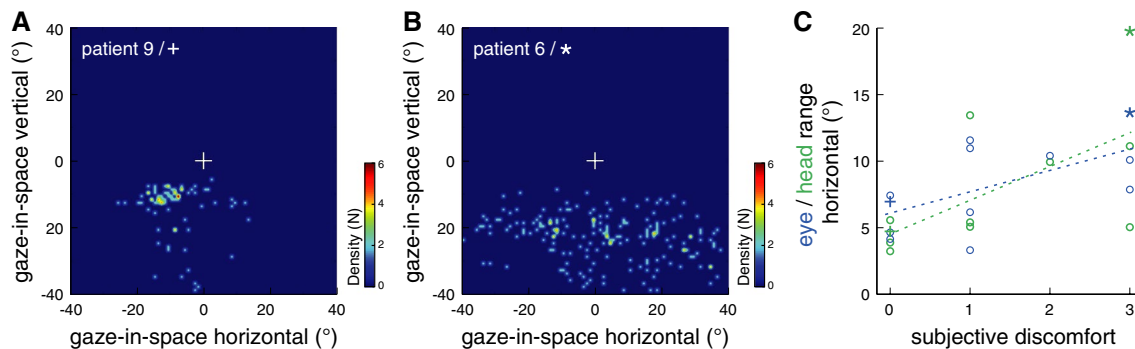 A
patient 9 / +
gaze-in-space vertical (°)
40
20
0
20
-40
-40 -20 0 20 40
gaze-in-space horizontal (°)
Density (N)
6
4
2
0
B
patient 6 / *
gaze-in-space vertical (°)
40
20
0
20
-40
-40 -20 0 20 40
gaze-in-space horizontal (°)
Density (N)
6
4
2
0
C
eye / head range
horizontal (°)
20
15
10
5
0
0 1 2 3
subjective discomfort